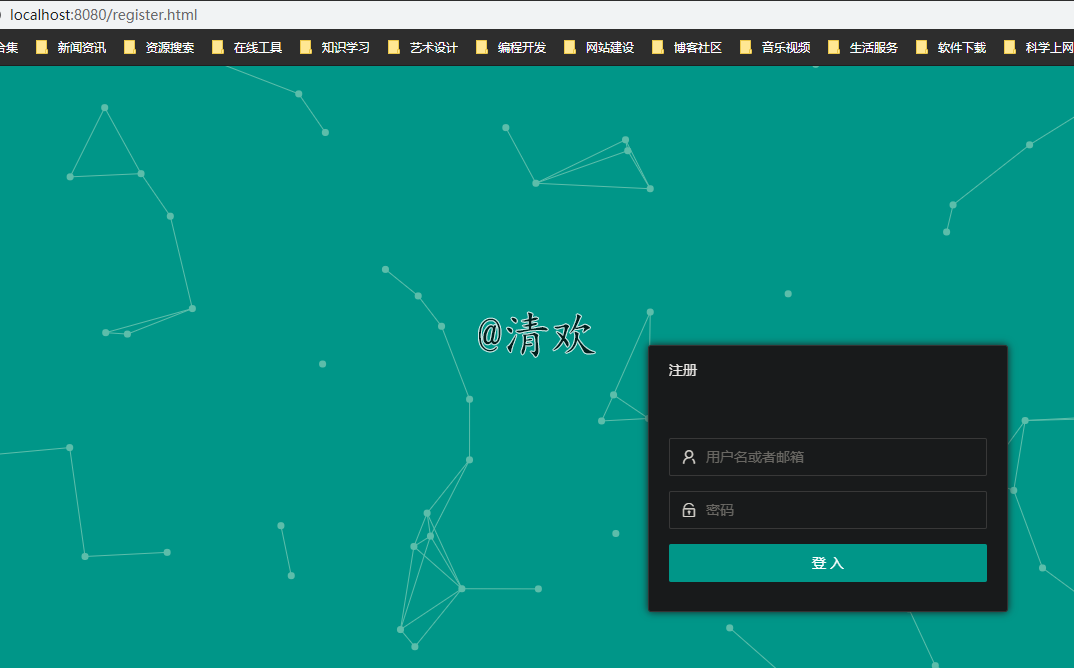 localhost:8080/register.html
合集 新闻资讯 资源搜索 在线工具 知识学习 艺术设计 编程开发 网站建设 博客社区 音乐视频 生活服务 软件下载 科学上网
@清欢
注册
用户名或者邮箱
密码
登 入